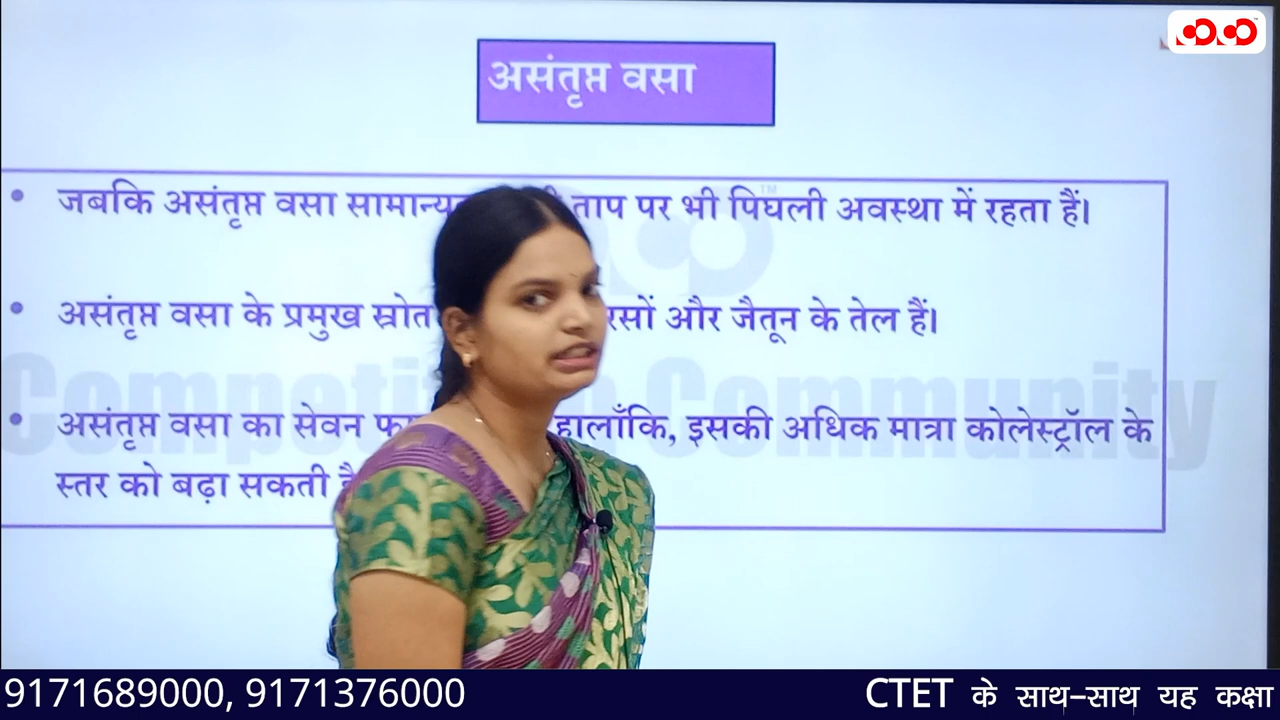 असंतृप्त वसा
जबकि असंतृप्त वसा सामान्य ताप पर भी पिघली अवस्था में रहता हैं।
असंतृप्त वसा के प्रमुख स्रोत और जैतून के तेल हैं।
असंतृप्त वसा का सेवन हालाँकि, इसकी अधिक मात्रा कोलेस्ट्रॉल के
स्तर को बढ़ा सकती
Community
9171689000, 9171376000
CTET के साथ-साथ यह कक्षा